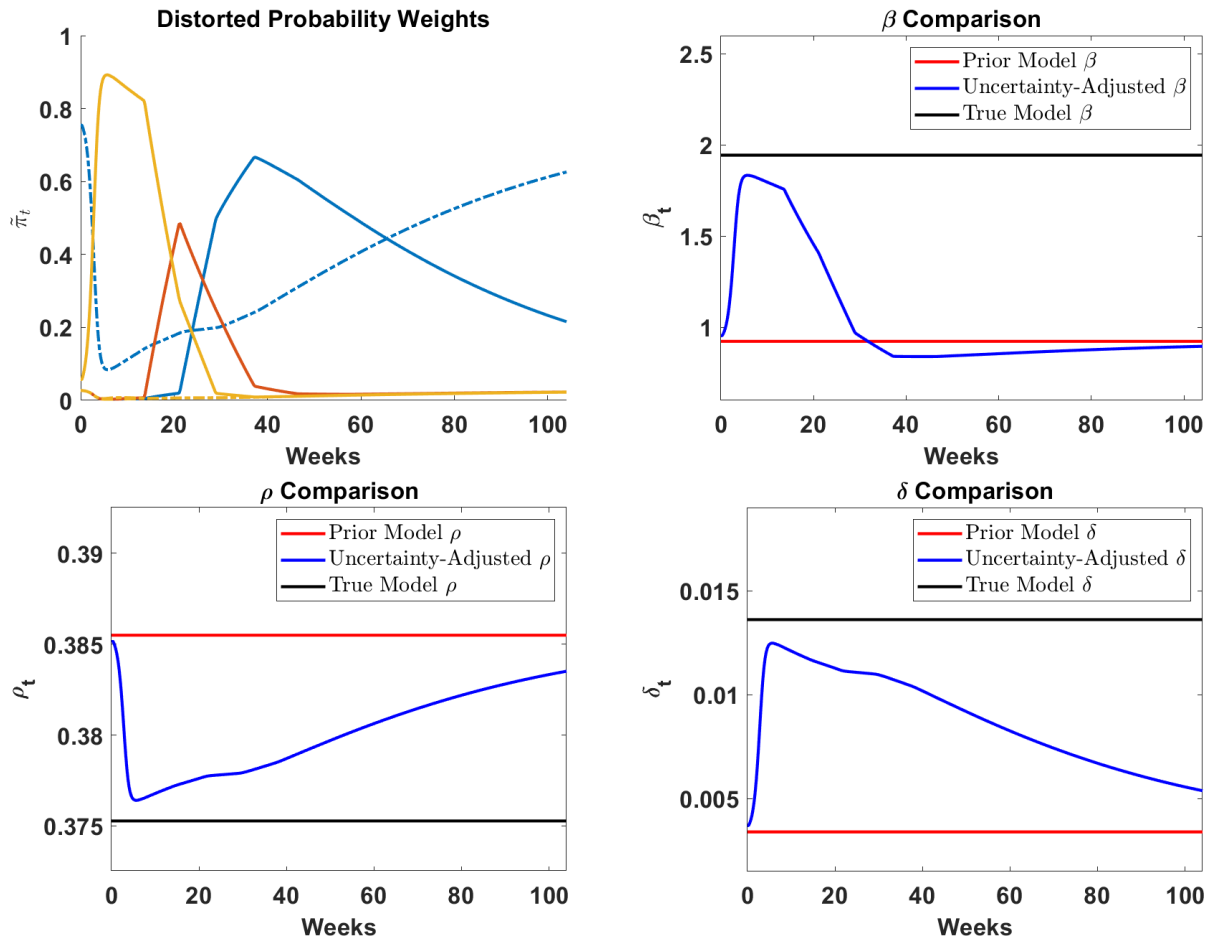 Distorted Probability Weights
1
0.8
0.6
0.4
0.2
0
0 20 40 60 80 100
π̃t
Weeks
β Comparison
Prior Model β
Uncertainty-Adjusted β
True Model β
2.5
2
1.5
1
0 20 40 60 80 100
βt
Weeks
ρ Comparison
Prior Model ρ
Uncertainty-Adjusted ρ
True Model ρ
0.39
0.385
0.38
0.375
0 20 40 60 80 100
ρt
Weeks
δ Comparison
Prior Model δ
Uncertainty-Adjusted δ
True Model δ
0.015
0.01
0.005
0 20 40 60 80 100
δt
Weeks